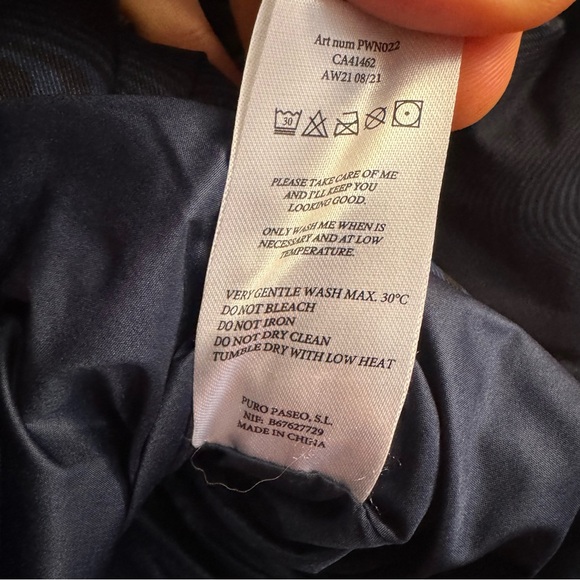 Art num PWN022
CA41462
AW21 08/21
30
PLEASE TAKE CARE OF ME
AND I'LL KEEP YOU
LOOKING GOOD.
ONLY WASH ME WHEN IS
NECESSARY AND AT LOW
TEMPERATURE.
VERY GENTLE WASH MAX. 30°C
DO NOT BLEACH
DO NOT IRON
DO NOT DRY CLEAN
TUMBLE DRY WITH LOW HEAT
PURO PASEO, S.L.
NIF: B67627729
MADE IN CHINA